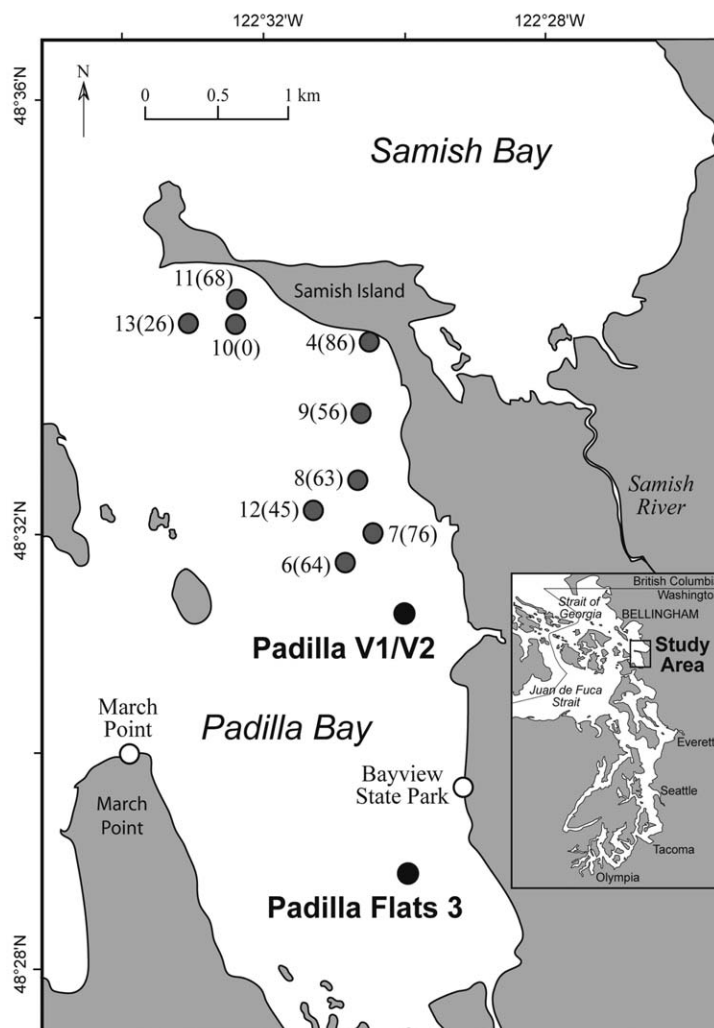 122°32'W
122°28'W
48°36'N
N
0
0.5
1 km
Samish Bay
11(68)
Samish Island
13(26)
10(0)
4(86)
9(56)
8(63)
Samish
River
12(45)
48°32'N
7(76)
6(64)
British Columbi
Washington
Strait of
Georgia
BELLINGHAM
Study
Area
Juan de Fuca
Strait
Everett
Seattle
Tacoma
Olympia
Padilla V1/V2
March
Point
Padilla Bay
Bayview
State Park
March
Point
Padilla Flats 3
48°28'N